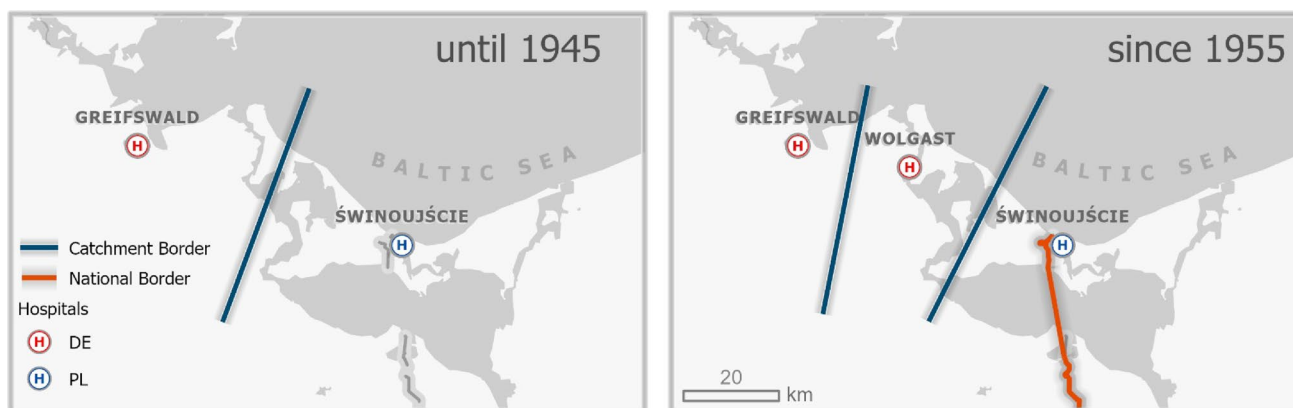 until 1945
GREIFSWALD
BALTIC SEA
ŚWINOUJŚCIE
H
H
Catchment Border
National Border
Hospitals
H DE
H PL
since 1955
GREIFSWALD
WOLGAST
BALTIC SEA
ŚWINOUJŚCIE
H
H
H
20
km